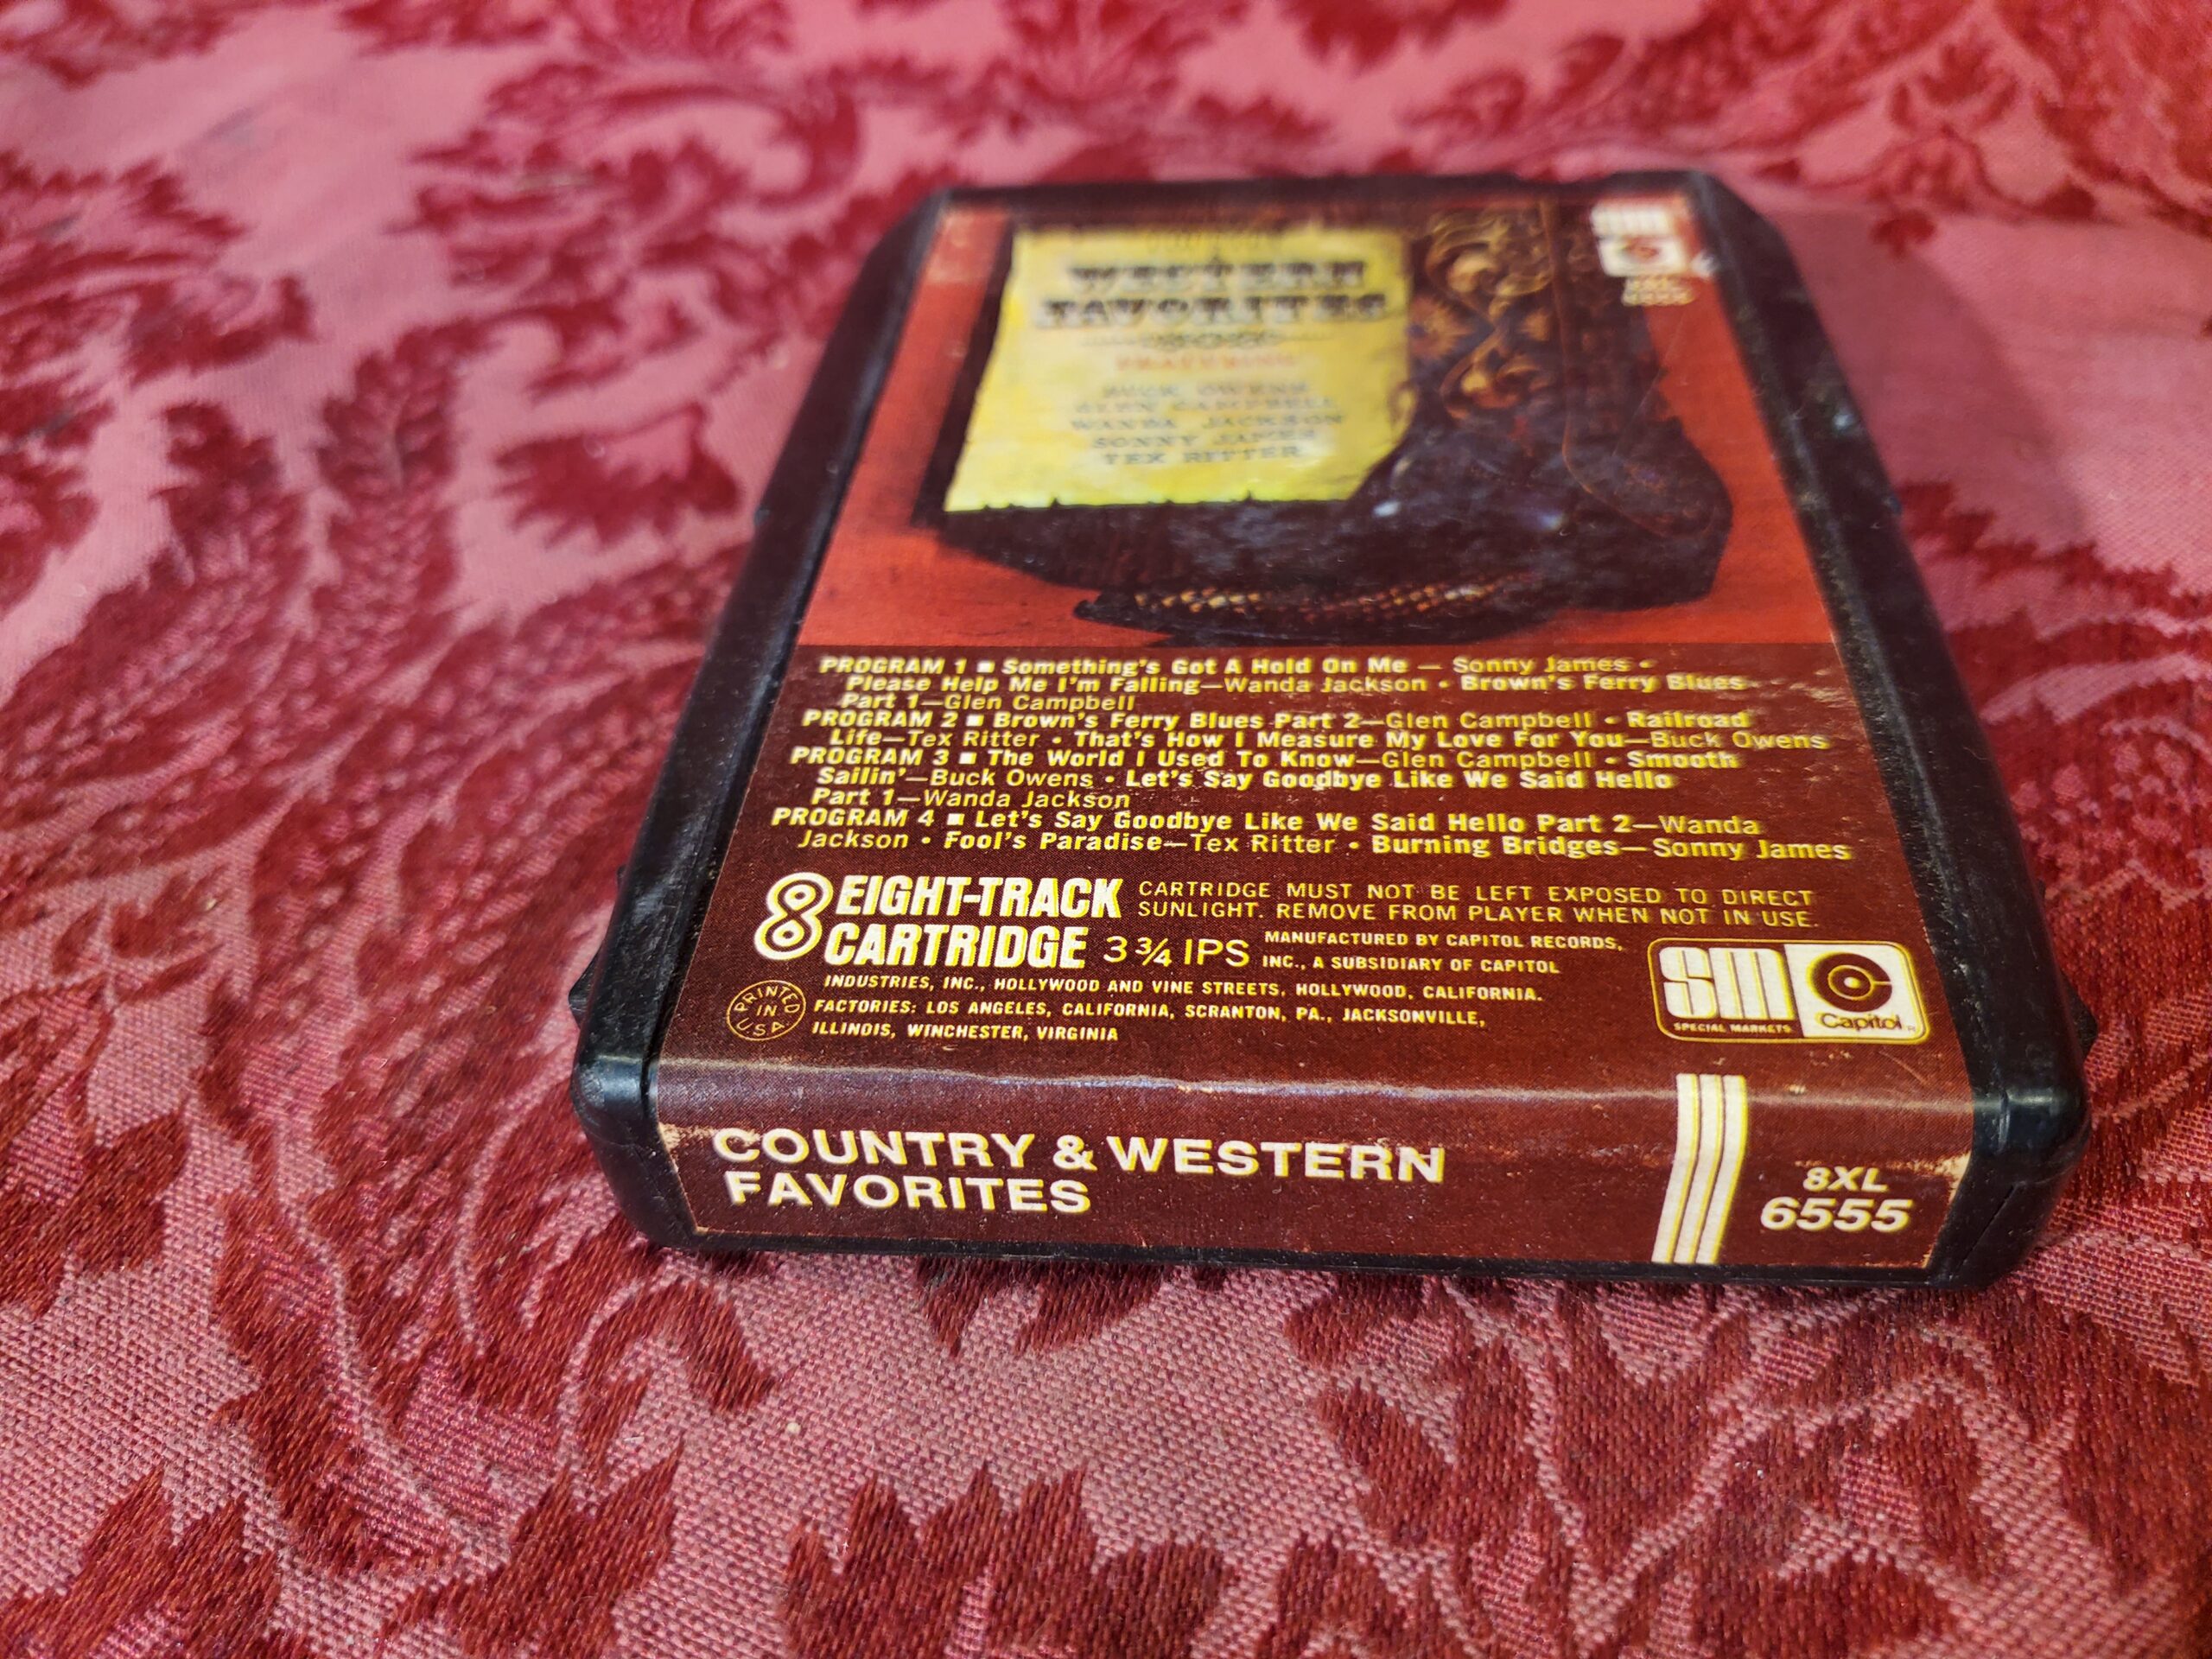 WESTERN
FAVORITES
FEATURING
BUCK OWENS
GLEN CAMPBELL
WANDA JACKSON
SONNY JAMES
TEX RITTER
SM
8XL
6555
PROGRAM 1 ■ Something's Got A Hold On Me — Sonny James •
Please Help Me I'm Falling—Wanda Jackson • Brown's Ferry Blues
Part 1—Glen Campbell
PROGRAM 2 ■ Brown's Ferry Blues Part 2—Glen Campbell • Railroad
Life—Tex Ritter • That's How I Measure My Love For You—Buck Owens
PROGRAM 3 ■ The World I Used To Know—Glen Campbell • Smooth
Sailin'—Buck Owens • Let's Say Goodbye Like We Said Hello
Part 1—Wanda Jackson
PROGRAM 4 ■ Let's Say Goodbye Like We Said Hello Part 2—Wanda
Jackson • Fool's Paradise—Tex Ritter • Burning Bridges—Sonny James
8 EIGHT-TRACK
CARTRIDGE 3 ¾ IPS
CARTRIDGE MUST NOT BE LEFT EXPOSED TO DIRECT
SUNLIGHT. REMOVE FROM PLAYER WHEN NOT IN USE.
MANUFACTURED BY CAPITOL RECORDS,
INC., A SUBSIDIARY OF CAPITOL
INDUSTRIES, INC., HOLLYWOOD AND VINE STREETS, HOLLYWOOD, CALIFORNIA.
FACTORIES: LOS ANGELES, CALIFORNIA, SCRANTON, PA., JACKSONVILLE,
ILLINOIS, WINCHESTER, VIRGINIA
PRINTED
IN
U.S.A.
SM
SPECIAL MARKETS
Capitol®
COUNTRY & WESTERN
FAVORITES
8XL
6555